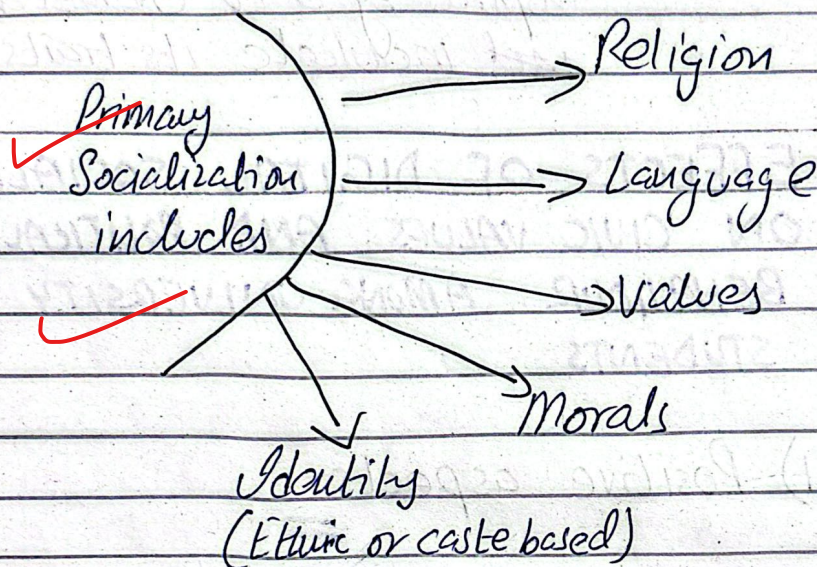 Primary
Socialization
includes
Religion
Language
Values
Morals
Identity
(Ethnic or caste based)